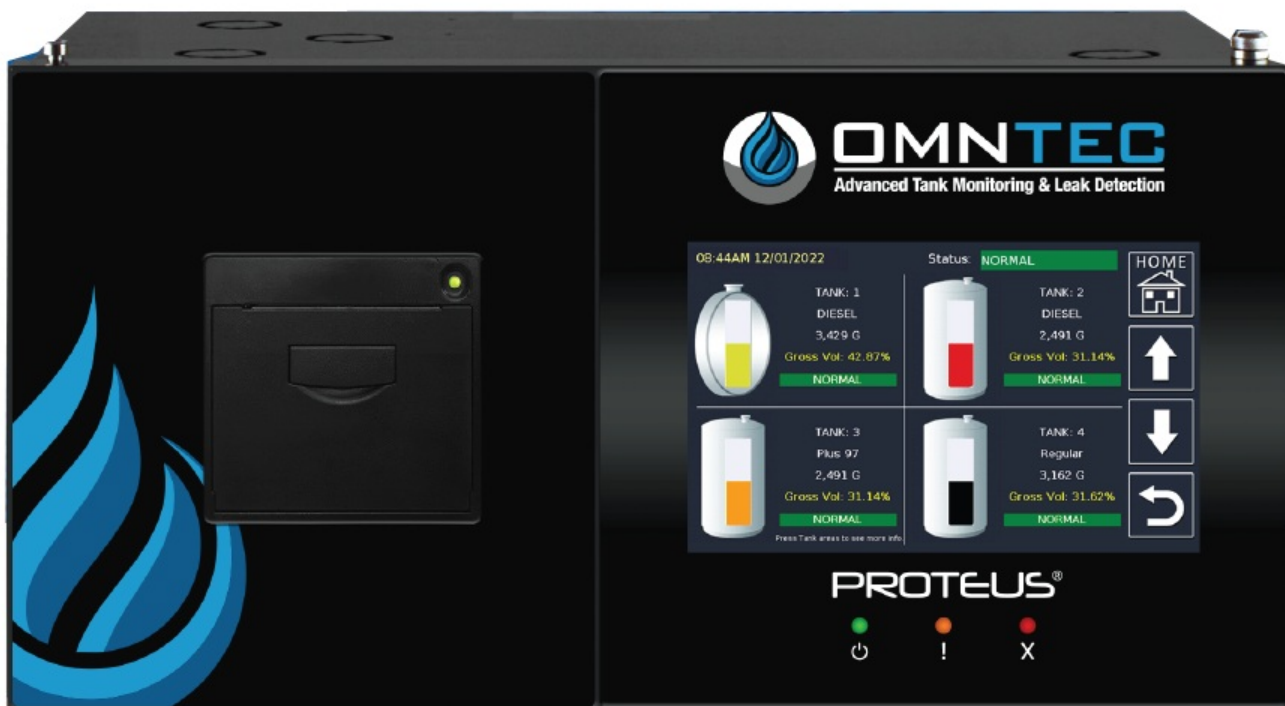 OMNTEC
Advanced Tank Monitoring & Leak Detection
08:44AM 12/01/2022
Status: NORMAL
HOME
TANK: 1
DIESEL
3,429 G
Gross Vol: 42.87%
NORMAL
TANK: 2
DIESEL
2,491 G
Gross Vol: 31.14%
NORMAL
TANK: 3
Plus 97
2,491 G
Gross Vol: 31.14%
NORMAL
Press Tank areas to see more info.
TANK: 4
Regular
3,162 G
Gross Vol: 31.62%
NORMAL
PROTEUS®
!
X